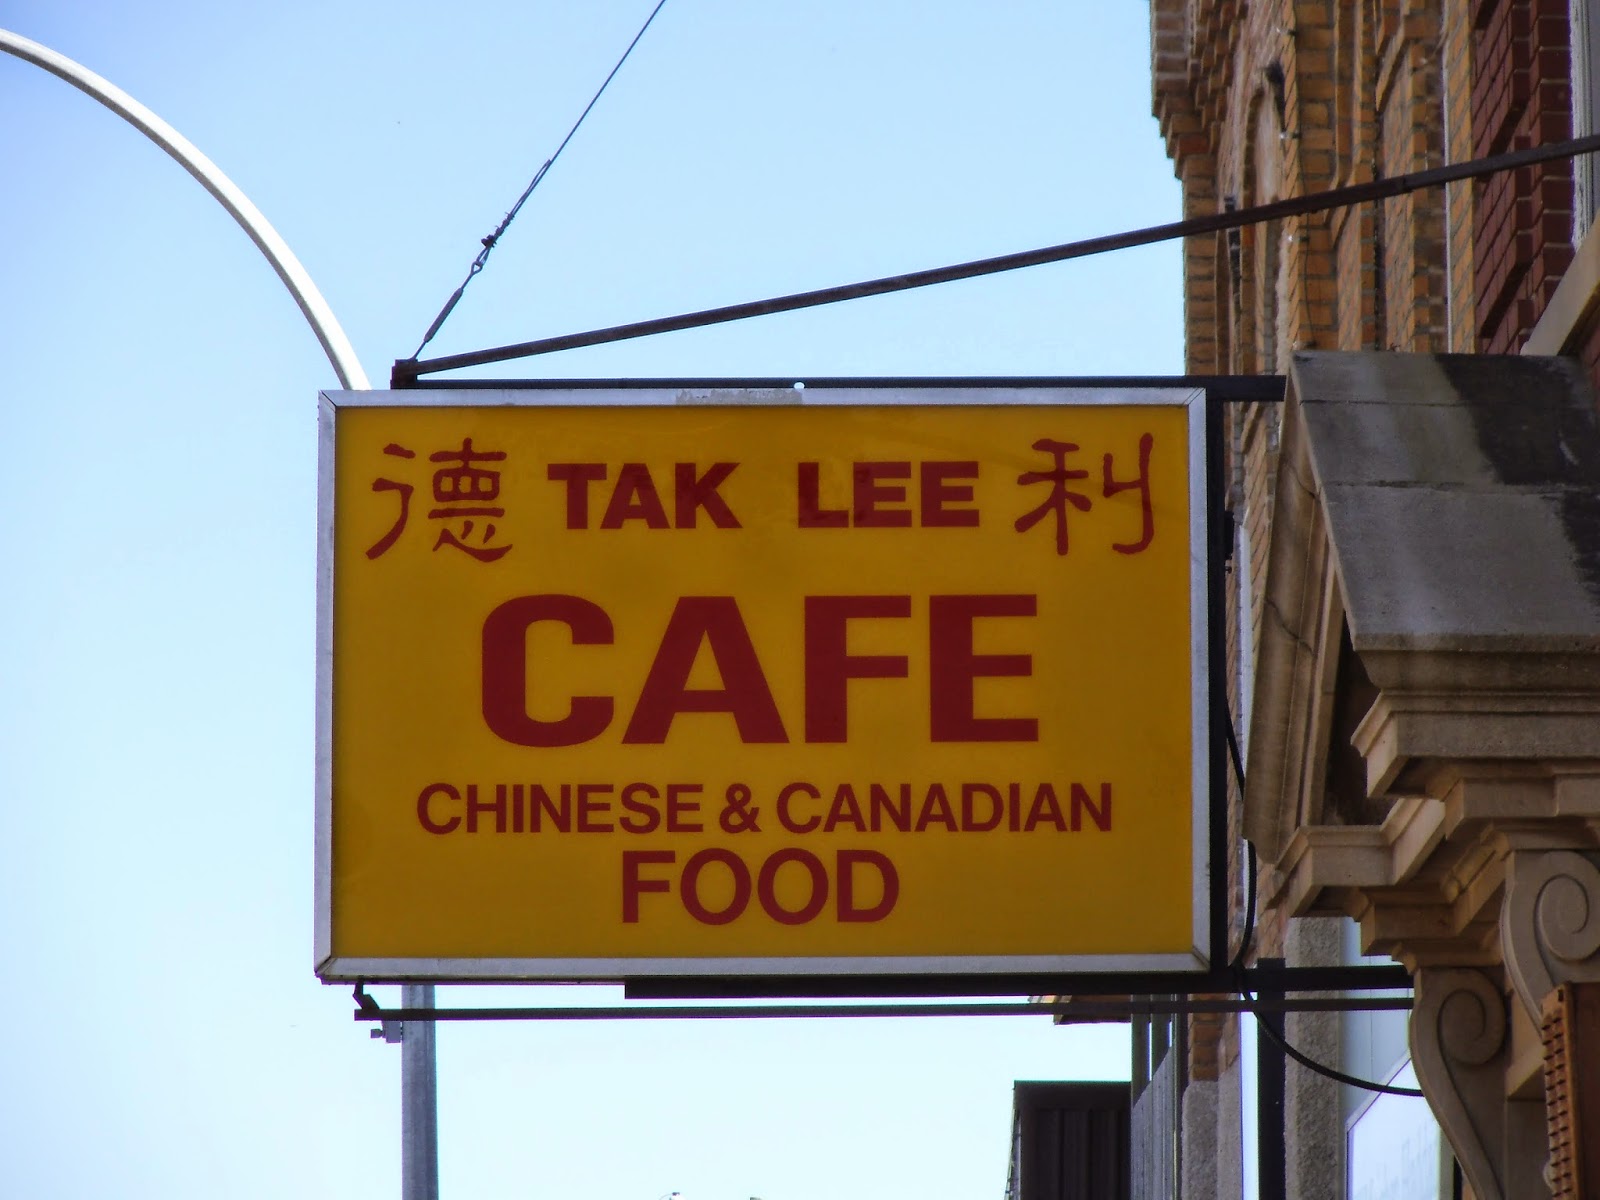 德 TAK LEE 利
CAFE
CHINESE & CANADIAN
FOOD